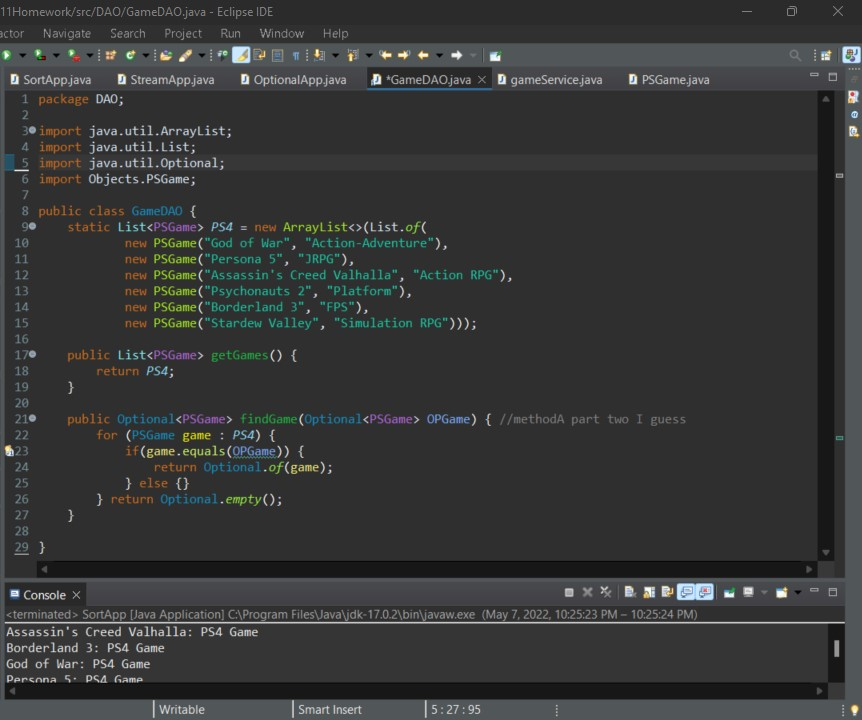 11Homework/src/DAO/GameDAO.java - Eclipse IDE
actor Navigate Search Project Run Window Help
SortApp.java StreamApp.java OptionalApp.java *GameDAO.java gameService.java PSGame.java
1 package DAO;
2
3 import java.util.ArrayList;
4 import java.util.List;
5 import java.util.Optional;
6 import Objects.PSGame;
7
8 public class GameDAO {
9 static List<PSGame> PS4 = new ArrayList<>(List.of(
10 new PSGame("God of War", "Action-Adventure"),
11 new PSGame("Persona 5", "JRPG"),
12 new PSGame("Assassin's Creed Valhalla", "Action RPG"),
13 new PSGame("Psychonauts 2", "Platform"),
14 new PSGame("Borderland 3", "FPS"),
15 new PSGame("Stardew Valley", "Simulation RPG")));
16
17 public List<PSGame> getGames() {
18 return PS4;
19 }
20
21 public Optional<PSGame> findGame(Optional<PSGame> OPGame) { //methodA part two I guess
22 for (PSGame game : PS4) {
23 if(game.equals(OPGame)) {
24 return Optional.of(game);
25 } else {}
26 } return Optional.empty();
27 }
28
29 }
Console
<terminated> SortApp [Java Application] C:\Program Files\Java\jdk-17.0.2\bin\javaw.exe (May 7, 2022, 10:25:23 PM – 10:25:24 PM)
Assassin's Creed Valhalla: PS4 Game
Borderland 3: PS4 Game
God of War: PS4 Game
Persona 5: PS4 Game
Writable Smart Insert 5 : 27 : 95